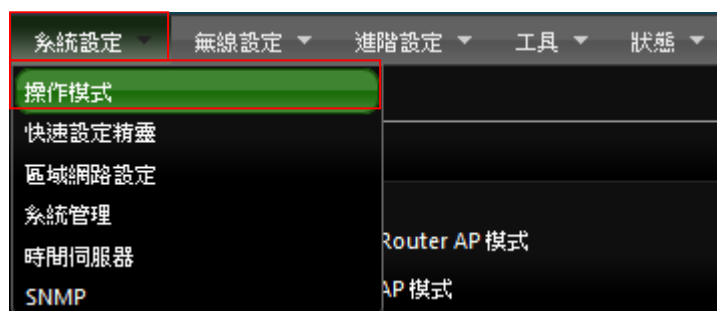 系統設定 無線設定 進階設定 工具 狀態
操作模式
快速設定精靈
區域網路設定
系統管理
時間伺服器
Router AP 模式
SNMP
AP 模式